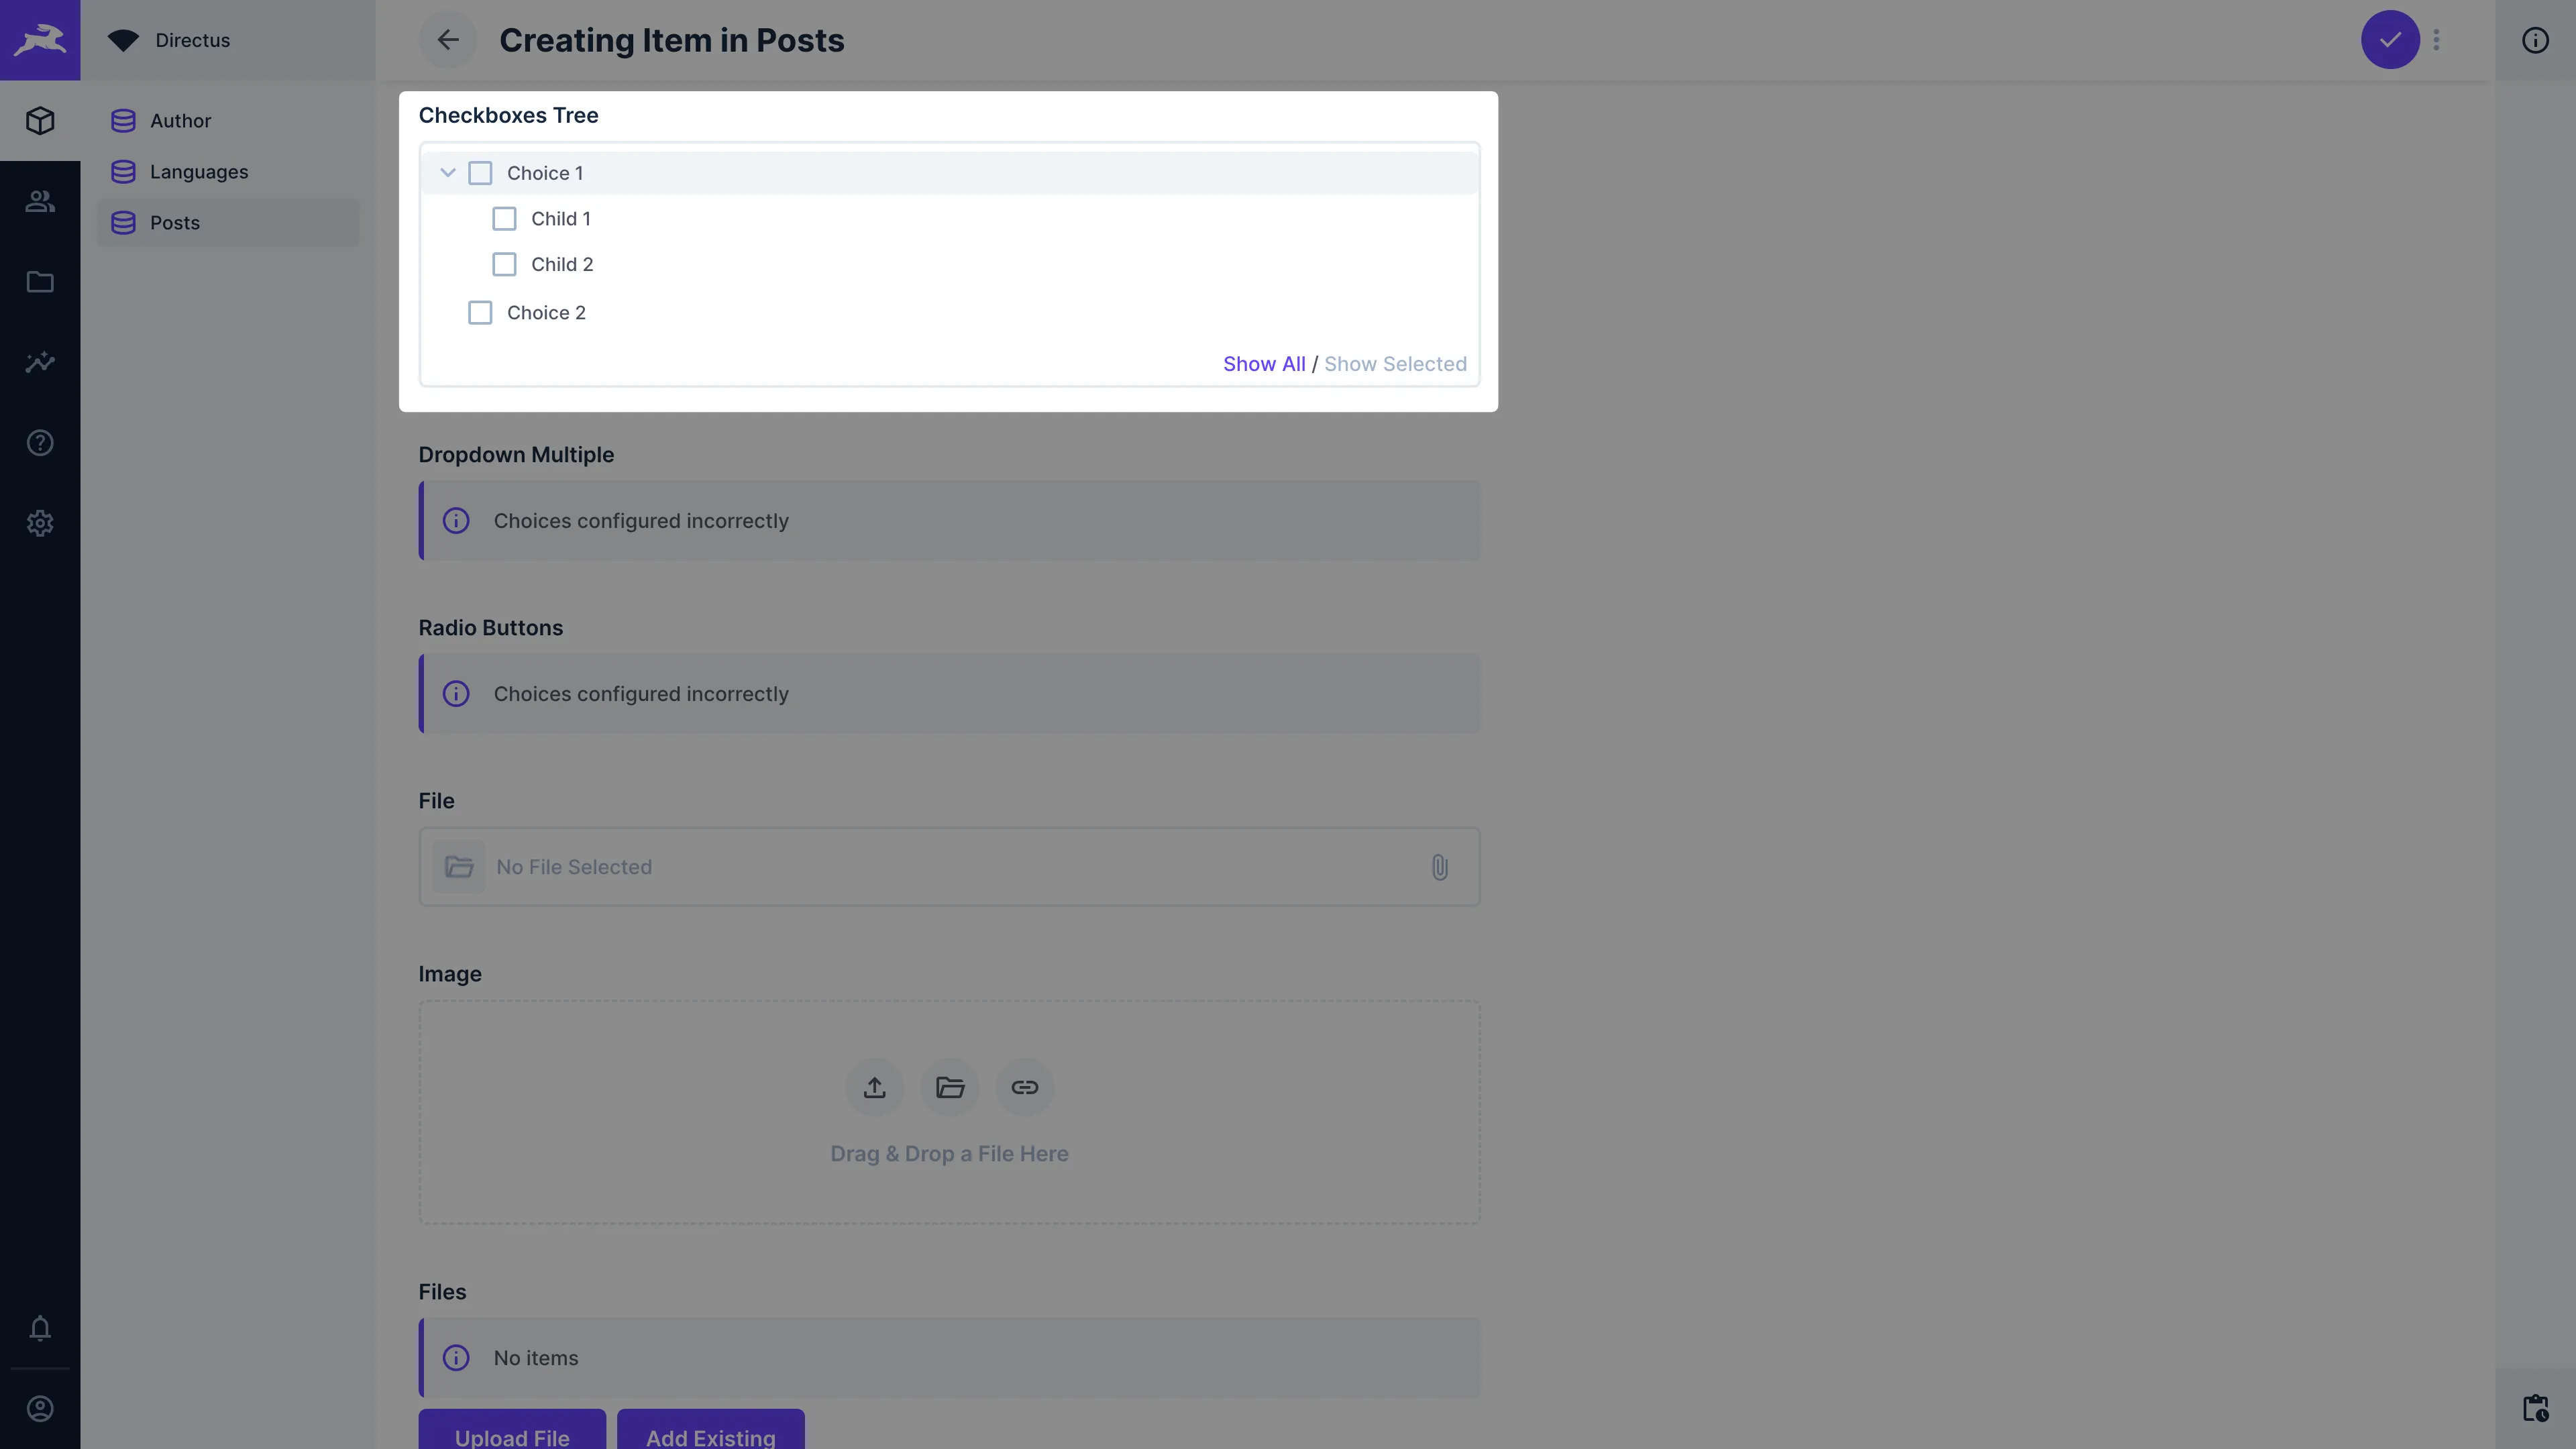 Directus
Creating Item in Posts
Author
Languages
Posts
Checkboxes Tree
Choice 1
Child 1
Child 2
Choice 2
Show All / Show Selected
Dropdown Multiple
Choices configured incorrectly
Radio Buttons
Choices configured incorrectly
File
No File Selected
Image
Drag & Drop a File Here
Files
No items
Upload File
Add Existing